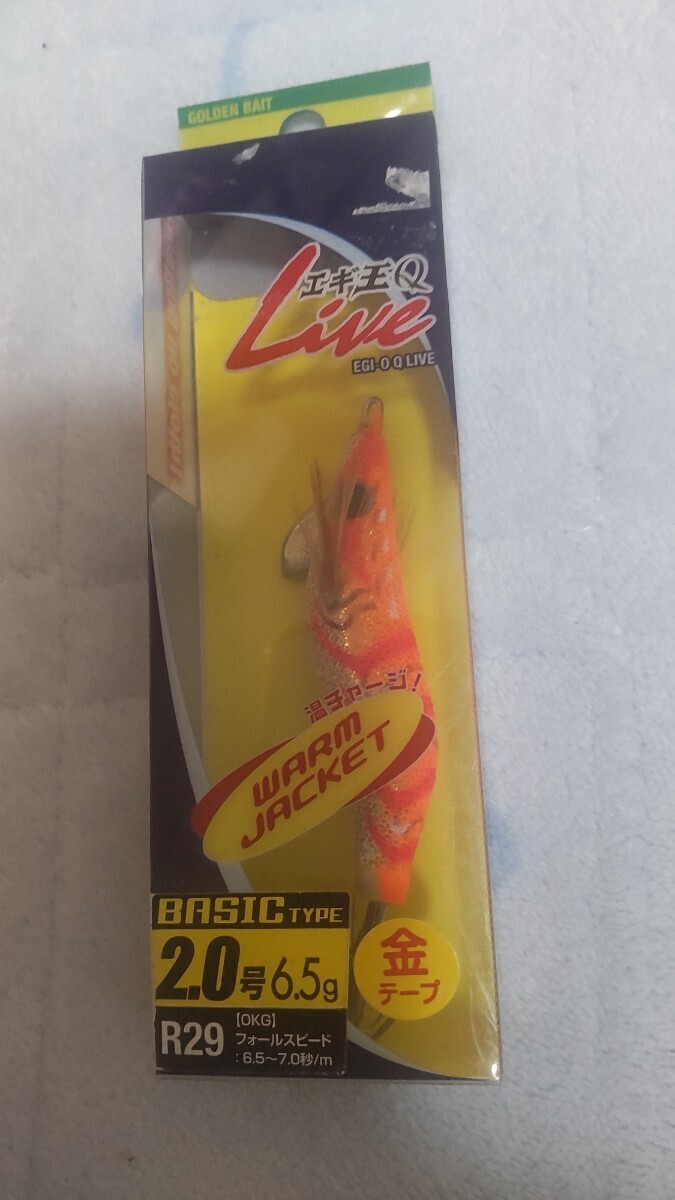 GOLDEN BAIT
エギ王Q
Live
EGI-O Q LIVE
温チャージ!
WARM
JACKET
BASIC TYPE
2.0号 6.5g
金
テープ
R29
【OKG】
フォールスピード
:6.5～7.0秒/m